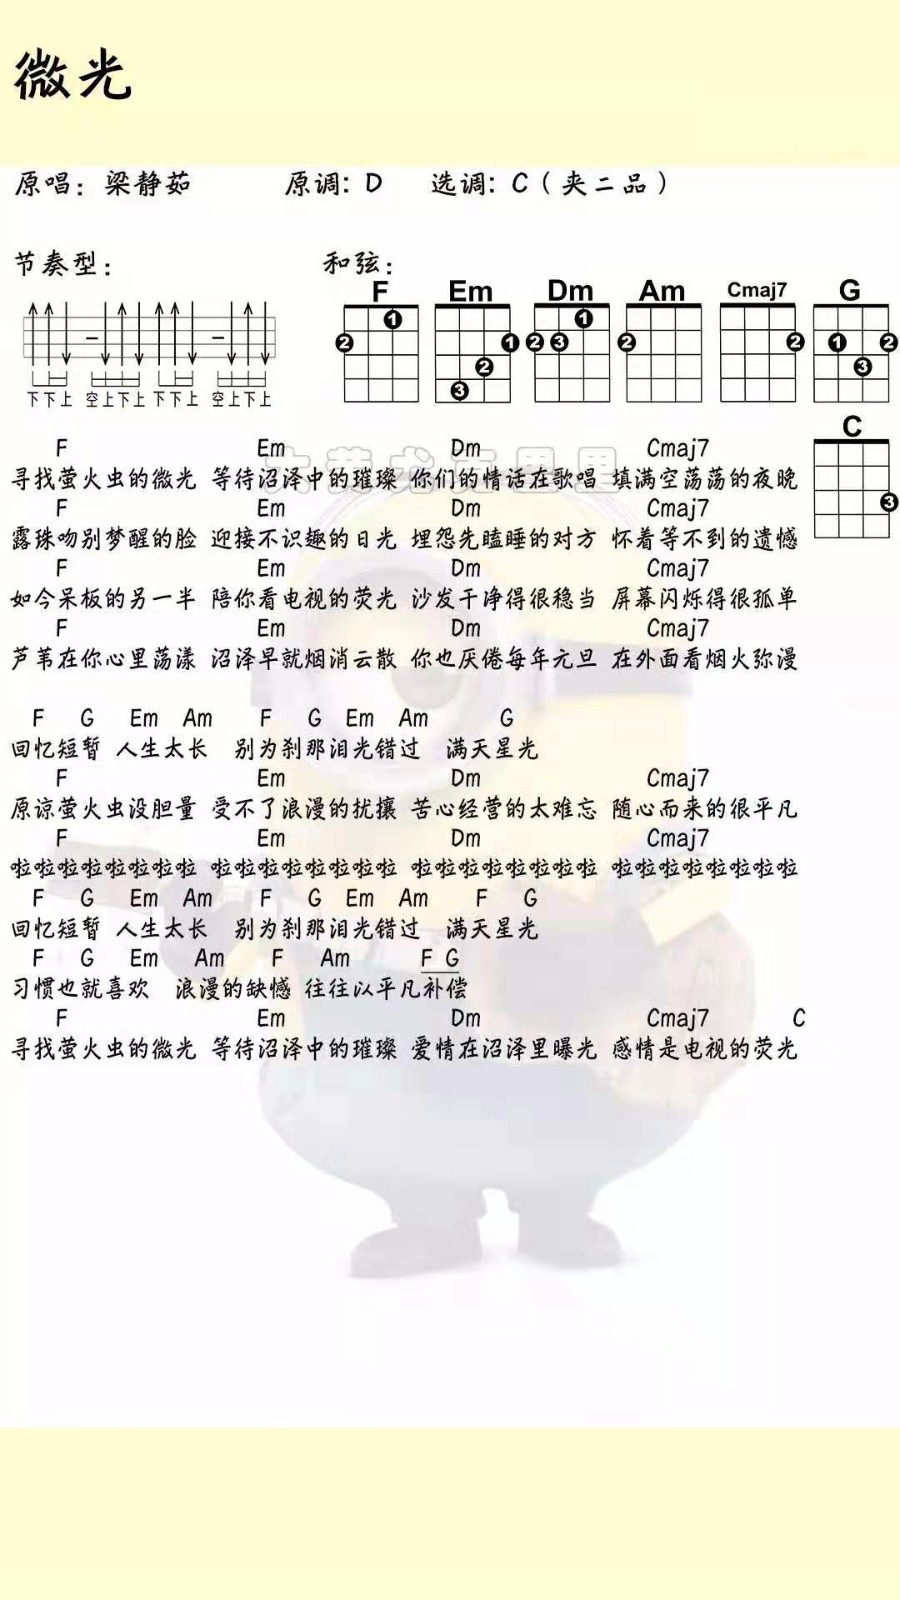 微光
原唱：梁静茹 原调：D 选调：C（夹二品）
节奏型： 和弦：
F Em Dm Am Cmaj7 G
1 2 1 2 3 1 2 3 2 2 1 2 3
下下上 空上下上 下下上 空上下上
C
3
F Em Dm Cmaj7
寻找萤火虫的微光 等待沼泽中的璀璨 你们的情话在歌唱 填满空荡荡的夜晚
F Em Dm Cmaj7
露珠吻别梦醒的脸 迎接不识趣的日光 埋怨先瞌睡的对方 怀着等不到的遗憾
F Em Dm Cmaj7
如今呆板的另一半 陪你看电视的荧光 沙发干净得很稳当 屏幕闪烁得很孤单
F Em Dm Cmaj7
芦苇在你心里荡漾 沼泽早就烟消云散 你也厌倦每年元旦 在外面看烟火弥漫
F G Em Am F G Em Am G
回忆短暂 人生太长 别为刹那泪光错过 满天星光
F Em Dm Cmaj7
原谅萤火虫没胆量 受不了浪漫的扰攘 苦心经营的太难忘 随心而来的很平凡
F Em Dm Cmaj7
啦啦啦啦啦啦啦啦 啦啦啦啦啦啦啦啦 啦啦啦啦啦啦啦啦 啦啦啦啦啦啦啦啦
F G Em Am F G Em Am F G
回忆短暂 人生太长 别为刹那泪光错过 满天星光
F G Em Am F Am F G
习惯也就喜欢 浪漫的缺憾 往往以平凡补偿
F Em Dm Cmaj7 C
寻找萤火虫的微光 等待沼泽中的璀璨 爱情在沼泽里曝光 感情是电视的荧光